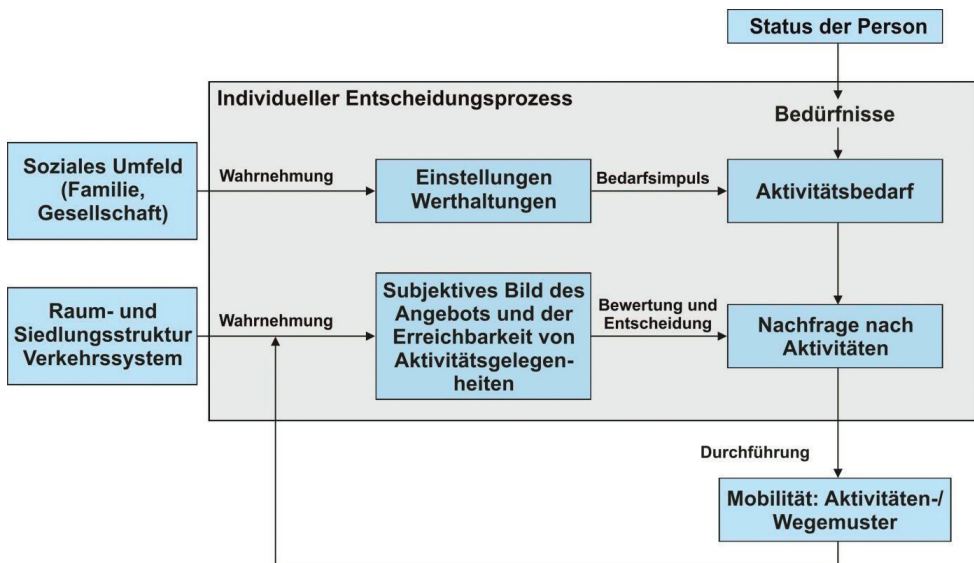 Status der Person
Individueller Entscheidungsprozess
Bedürfnisse
Soziales Umfeld
(Familie,
Gesellschaft)
Wahrnehmung
Einstellungen
Werthaltungen
Bedarfsimpuls
Aktivitätsbedarf
Raum- und
Siedlungsstruktur
Verkehrssystem
Wahrnehmung
Subjektives Bild des
Angebots und der
Erreichbarkeit von
Aktivitätsgelegen-
heiten
Bewertung und
Entscheidung
Nachfrage nach
Aktivitäten
Durchführung
Mobilität: Aktivitäten-/
Wegemuster